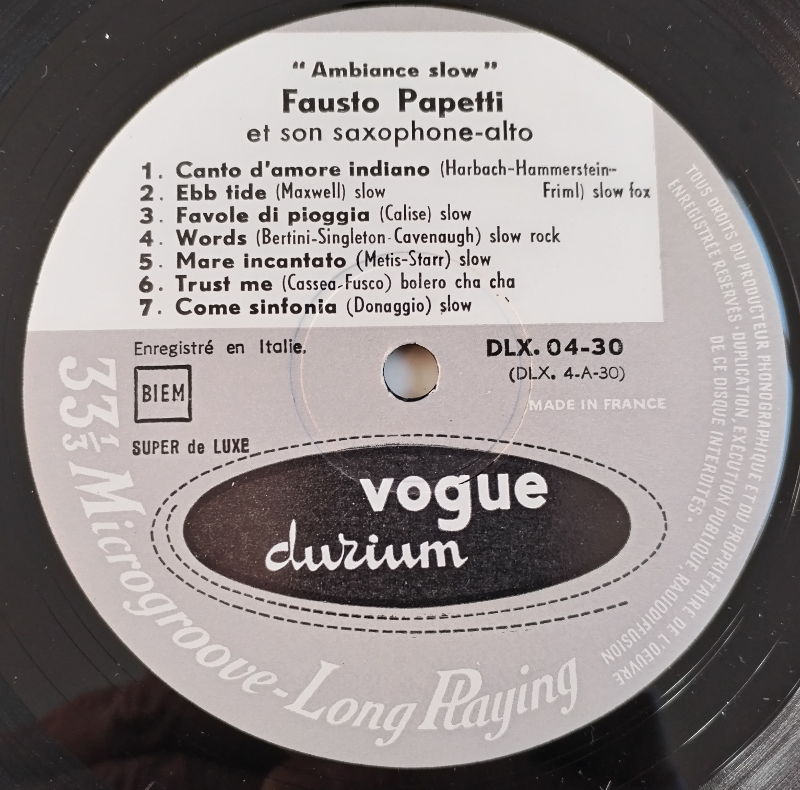 “Ambiance slow”
Fausto Papetti
et son saxophone-alto
1. Canto d'amore indiano (Harbach-Hammerstein-
Friml) slow fox
2. Ebb tide (Maxwell) slow
3. Favole di pioggia (Calise) slow
4. Words (Bertini-Singleton-Cavenaugh) slow rock
5. Mare incantato (Metis-Starr) slow
6. Trust me (Cassea-Fusco) bolero cha cha
7. Come sinfonia (Donaggio) slow
Enregistré en Italie.
DLX. 04-30
(DLX. 4-A-30)
BIEM
MADE IN FRANCE
SUPER de LUXE
vogue
durium
33 1/3 Microgroove-Long Playing
TOUS DROITS DU PRODUCTEUR PHONOGRAPHIQUE ET DU PROPRIETAIRE DE L'OEUVRE
ENREGISTRÉE RESERVES · DUPLICATION, EXECUTION PUBLIQUE, RADIODIFFUSION
DE CE DISQUE INTERDITES ·